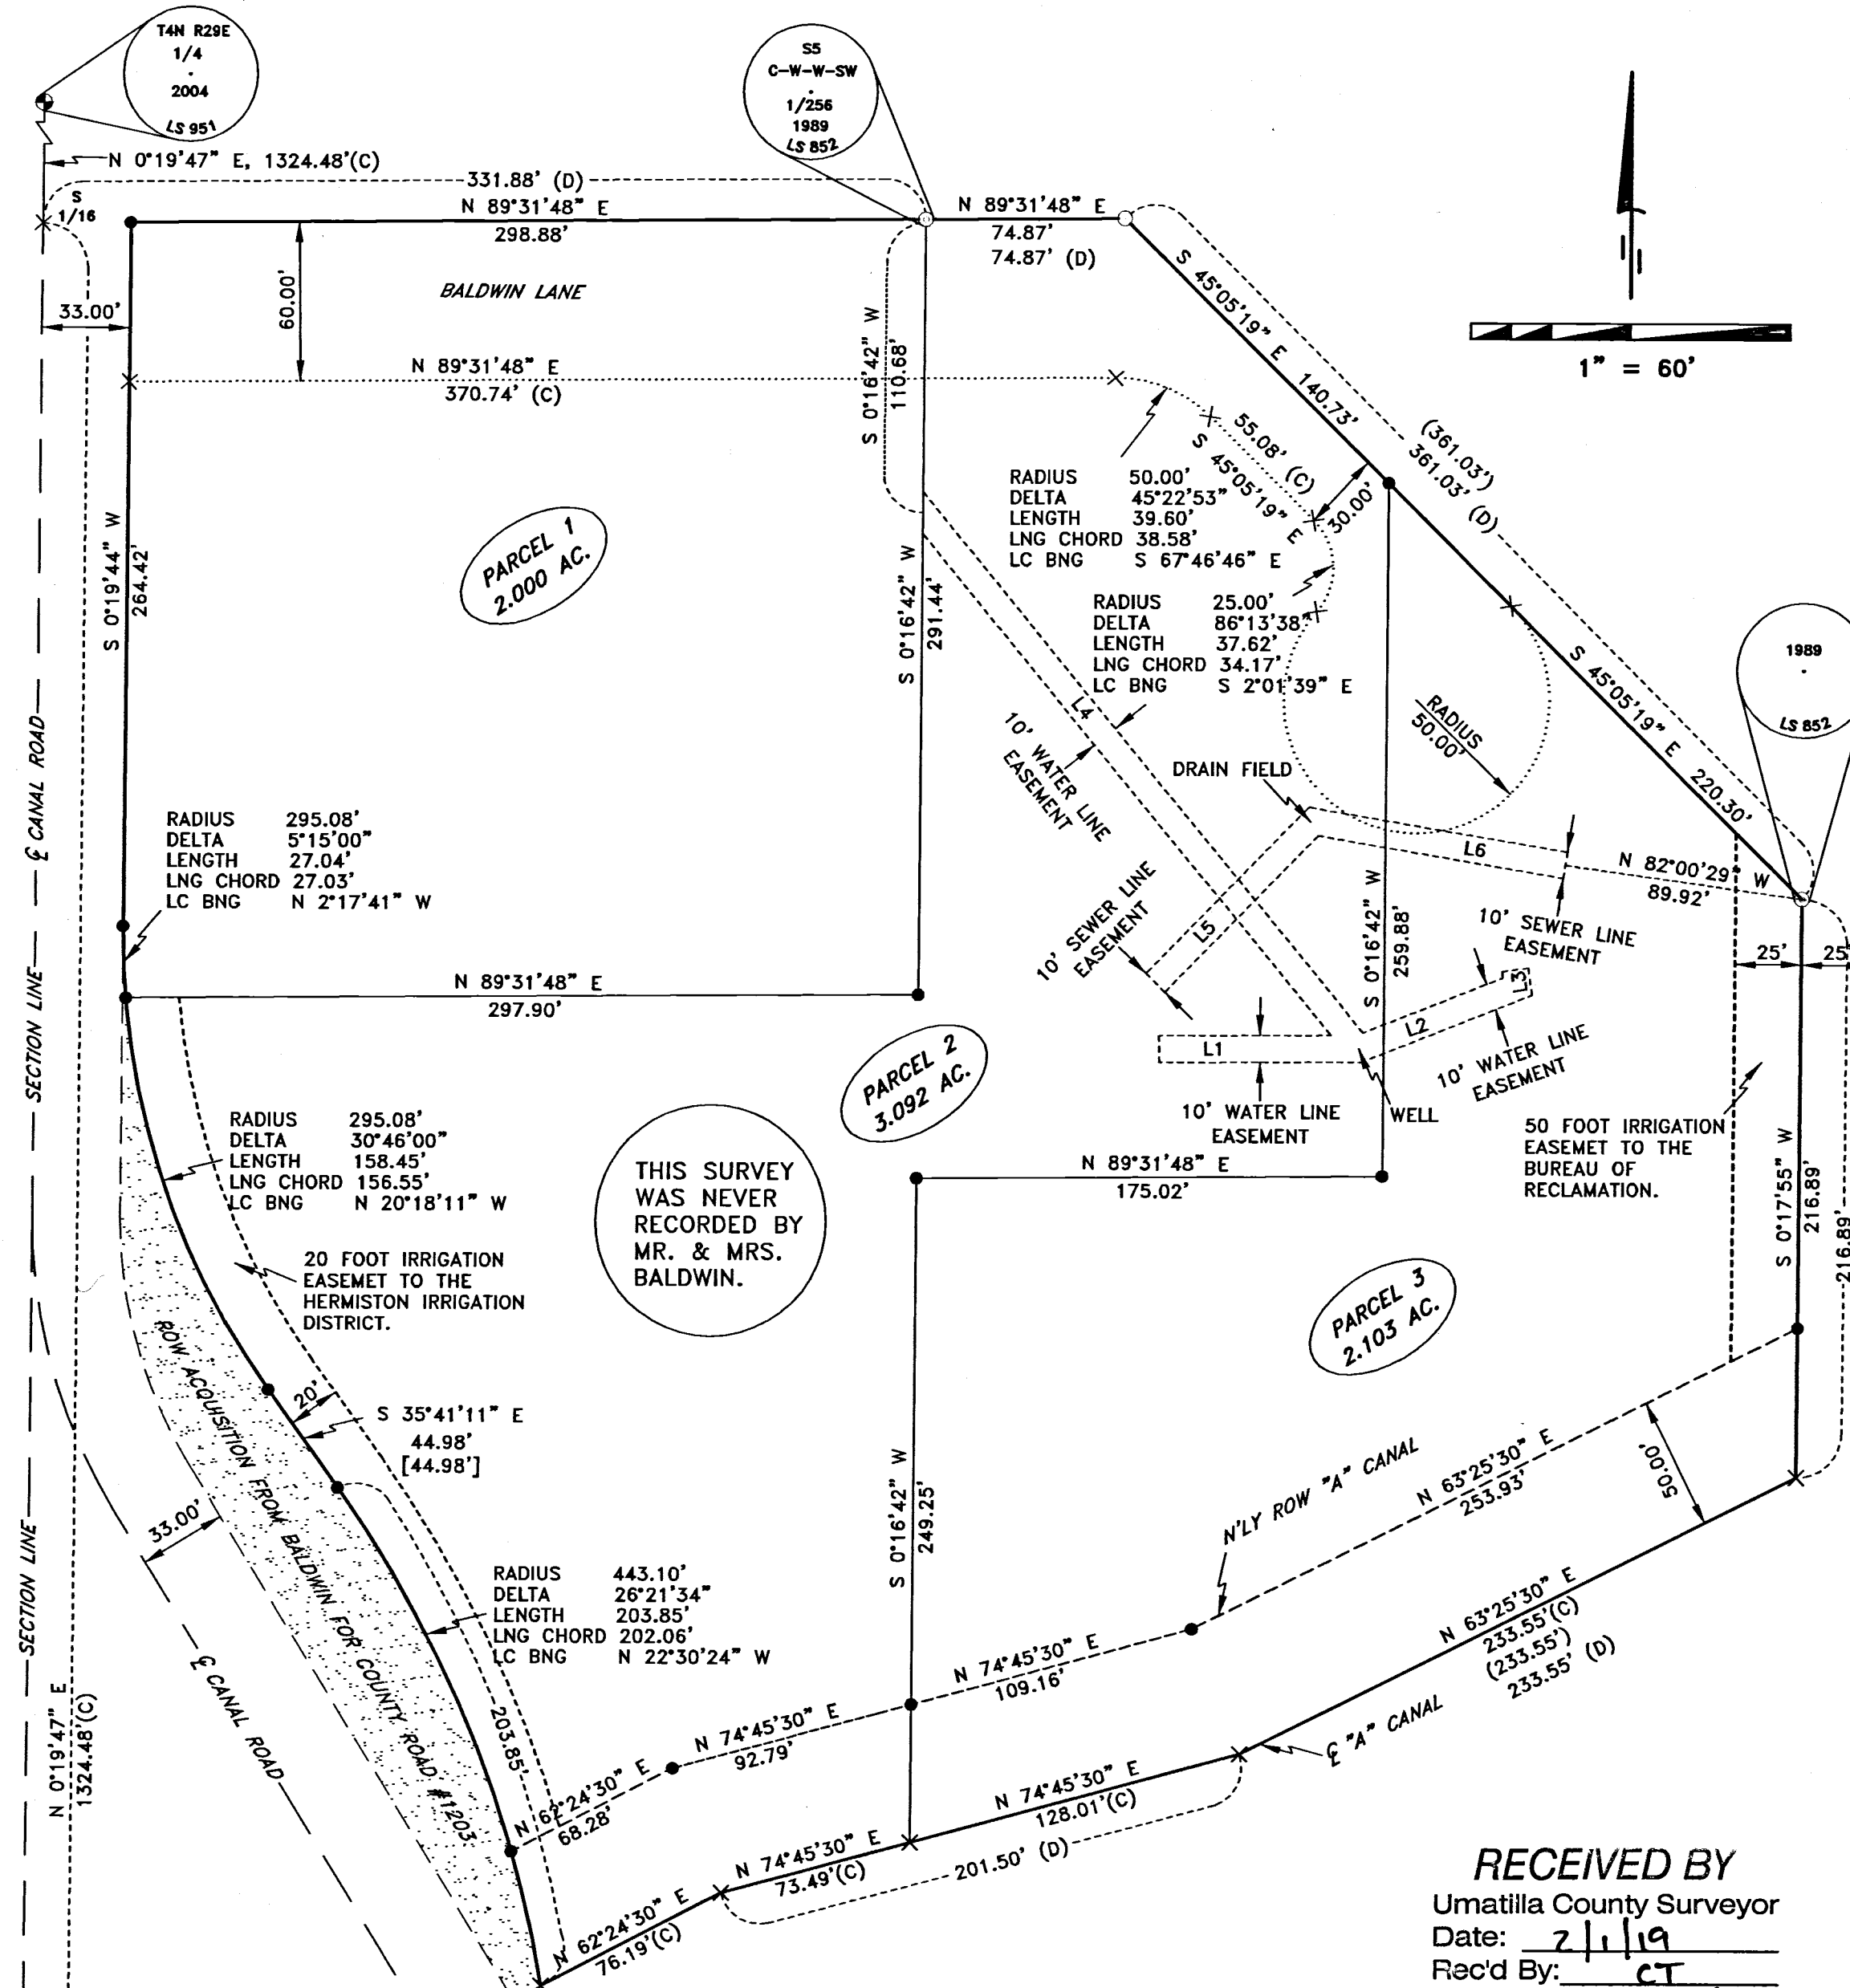 T4N R29E
1/4
2004
LS 951
S5
C-W-W-SW
1/256
1989
LS 852
N 0°19'47" E, 1324.48'(C)
331.88' (D)
S
1/16
N 89°31'48" E
298.88'
N 89°31'48" E
74.87'
74.87' (D)
33.00'
60.00'
BALDWIN LANE
N 89°31'48" E
370.74' (C)
S 0°16'42" W
110.68'
S 45°05'19" E
140.73'
(361.03')
361.03' (D)
1" = 60'
55.08' (C)
S 45°05'19" E
30.00'
RADIUS 50.00'
DELTA 45°22'53"
LENGTH 39.60'
LNG CHORD 38.58'
LC BNG S 67°46'46" E
S 0°19'44" W
264.42'
PARCEL 1
2.000 AC.
S 0°16'42" W
291.44'
RADIUS 25.00'
DELTA 86°13'38"
LENGTH 37.62'
LNG CHORD 34.17'
LC BNG S 2°01'39" E
1989
LS 852
S 45°05'19" E
220.30'
RADIUS
50.00'
L4
10' WATER LINE
EASEMENT
DRAIN FIELD
SECTION LINE
℄ CANAL ROAD
RADIUS 295.08'
DELTA 5°15'00"
LENGTH 27.04'
LNG CHORD 27.03'
LC BNG N 2°17'41" W
L6
N 82°00'29" W
89.92'
10' SEWER LINE
EASEMENT
L5
S 0°16'42" W
259.88'
10' SEWER LINE
EASEMENT
25'
25'
N 89°31'48" E
297.90'
L3
L2
L1
10' WATER LINE
EASEMENT
10' WATER LINE
EASEMENT
WELL
PARCEL 2
3.092 AC.
50 FOOT IRRIGATION
EASEMET TO THE
BUREAU OF
RECLAMATION.
S 0°17'55" W
216.89'
216.89'
RADIUS 295.08'
DELTA 30°46'00"
LENGTH 158.45'
LNG CHORD 156.55'
LC BNG N 20°18'11" W
THIS SURVEY
WAS NEVER
RECORDED BY
MR. & MRS.
BALDWIN.
N 89°31'48" E
175.02'
20 FOOT IRRIGATION
EASEMET TO THE
HERMISTON IRRIGATION
DISTRICT.
PARCEL 3
2.103 AC.
20'
S 35°41'11" E
44.98'
[44.98']
ROW ACQUISITION FROM BALDWIN FOR COUNTY ROAD #1203
33.00'
S 0°16'42" W
249.25'
N'LY ROW "A" CANAL
N 63°25'30" E
253.93'
50.00'
RADIUS 443.10'
DELTA 26°21'34"
LENGTH 203.85'
LNG CHORD 202.06'
LC BNG N 22°30'24" W
203.85'
SECTION LINE
N 0°19'47" E
1324.48'(C)
℄ CANAL ROAD
N 74°45'30" E
109.16'
N 63°25'30" E
233.55'(C)
(233.55')
233.55' (D)
N 74°45'30" E
92.79'
N 62°24'30" E
68.28'
℄ "A" CANAL
N 74°45'30" E
128.01'(C)
N 74°45'30" E
73.49'(C)
201.50' (D)
N 62°24'30" E
76.19'(C)
RECEIVED BY
Umatilla County Surveyor
Date: 2/1/19
Rec'd By: CT